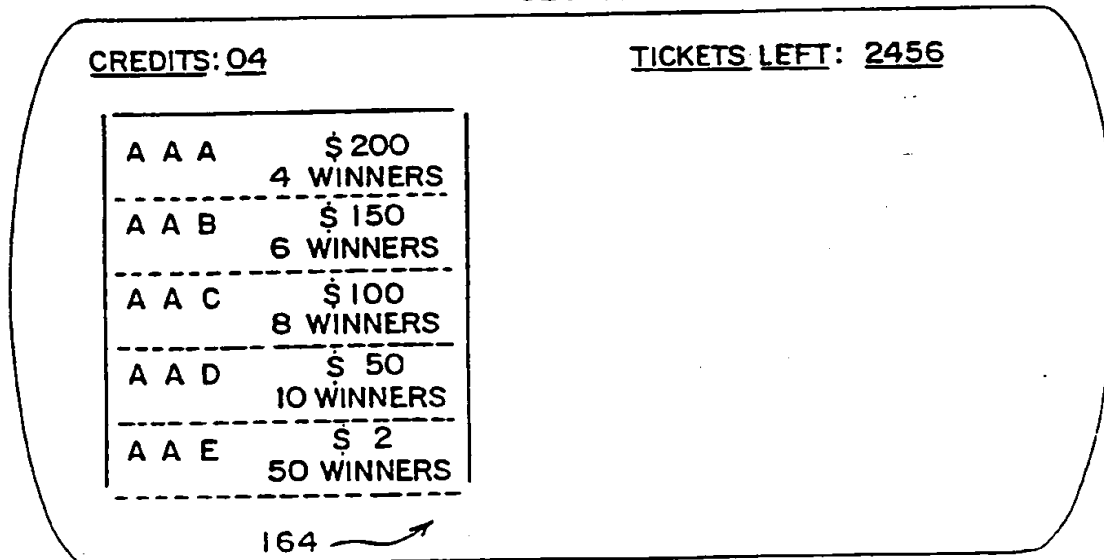 CREDITS: 04 TICKETS LEFT: 2456
A A A $200
4 WINNERS
A A B $150
6 WINNERS
A A C $100
8 WINNERS
A A D $ 50
10 WINNERS
A A E $ 2
50 WINNERS
164